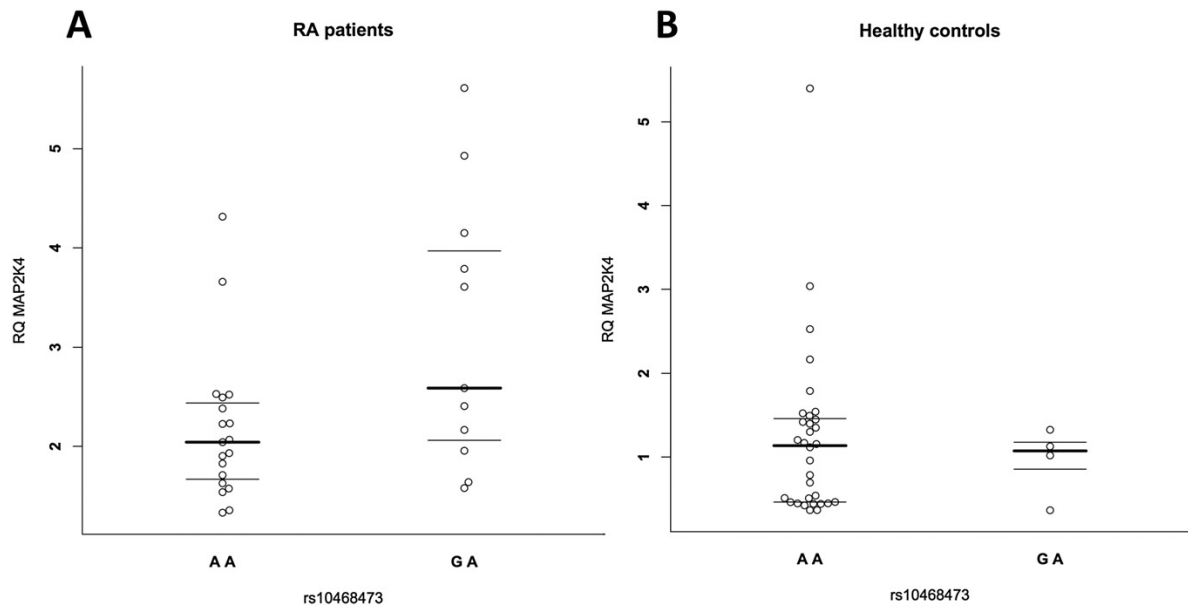 A
RA patients
RQ MAP2K4
5
4
3
2
A A
G A
rs10468473
B
Healthy controls
RQ MAP2K4
5
4
3
2
1
A A
G A
rs10468473